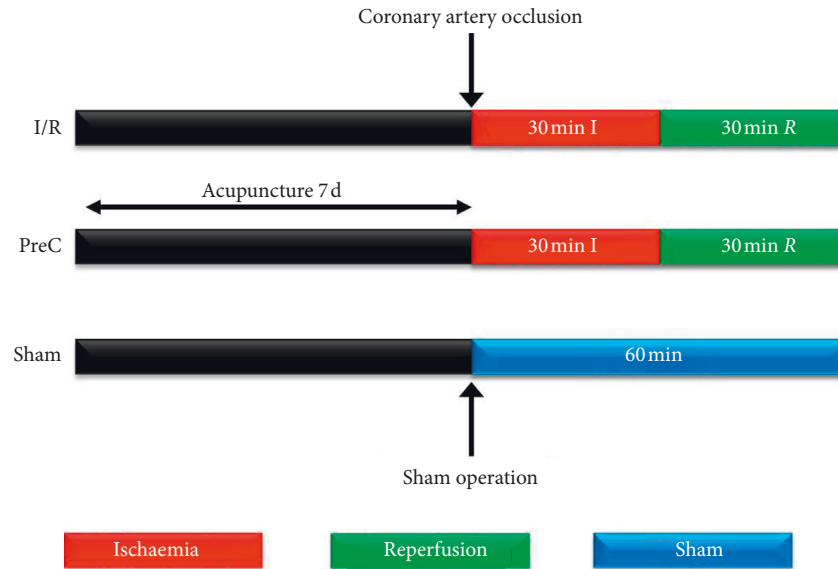 Coronary artery occlusion
I/R
30 min I
30 min R
Acupuncture 7 d
PreC
30 min I
30 min R
Sham
60 min
Sham operation
Ischaemia
Reperfusion
Sham